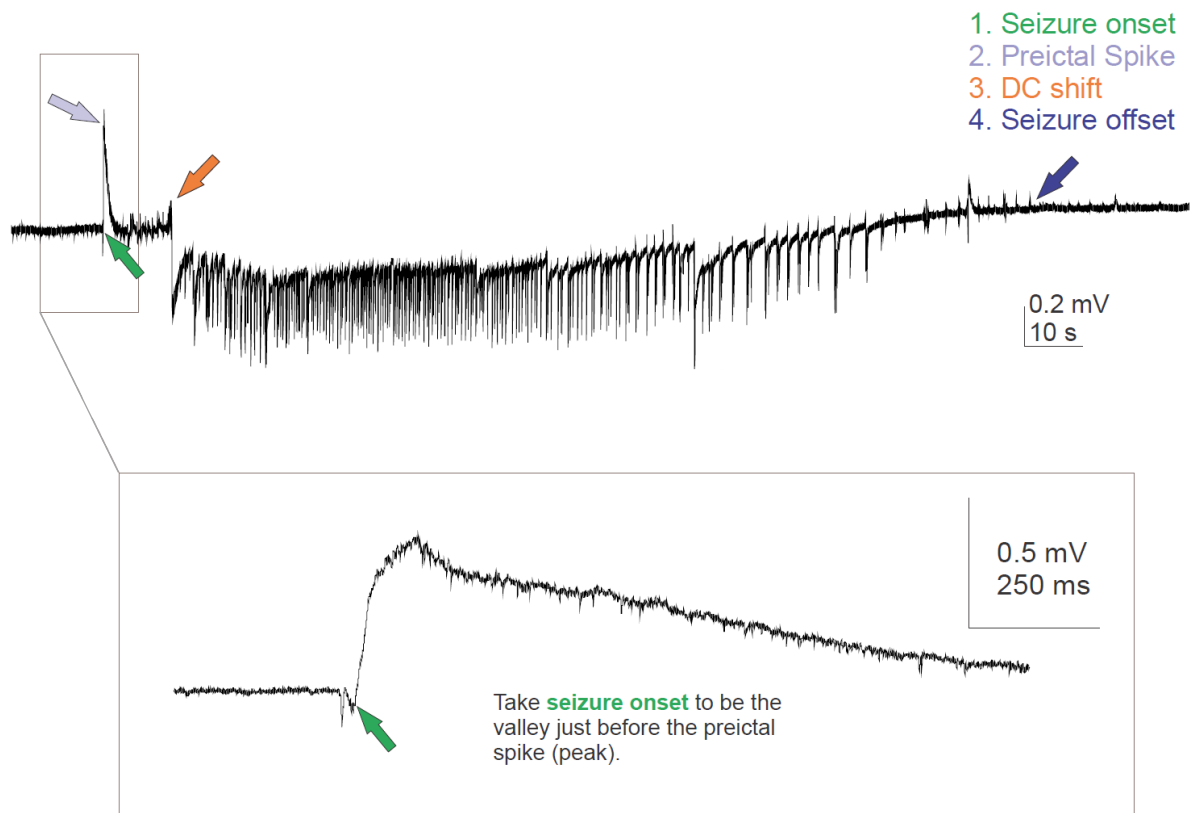 1. Seizure onset
2. Preictal Spike
3. DC shift
4. Seizure offset
0.2 mV
10 s
0.5 mV
250 ms
Take seizure onset to be the
valley just before the preictal
spike (peak).